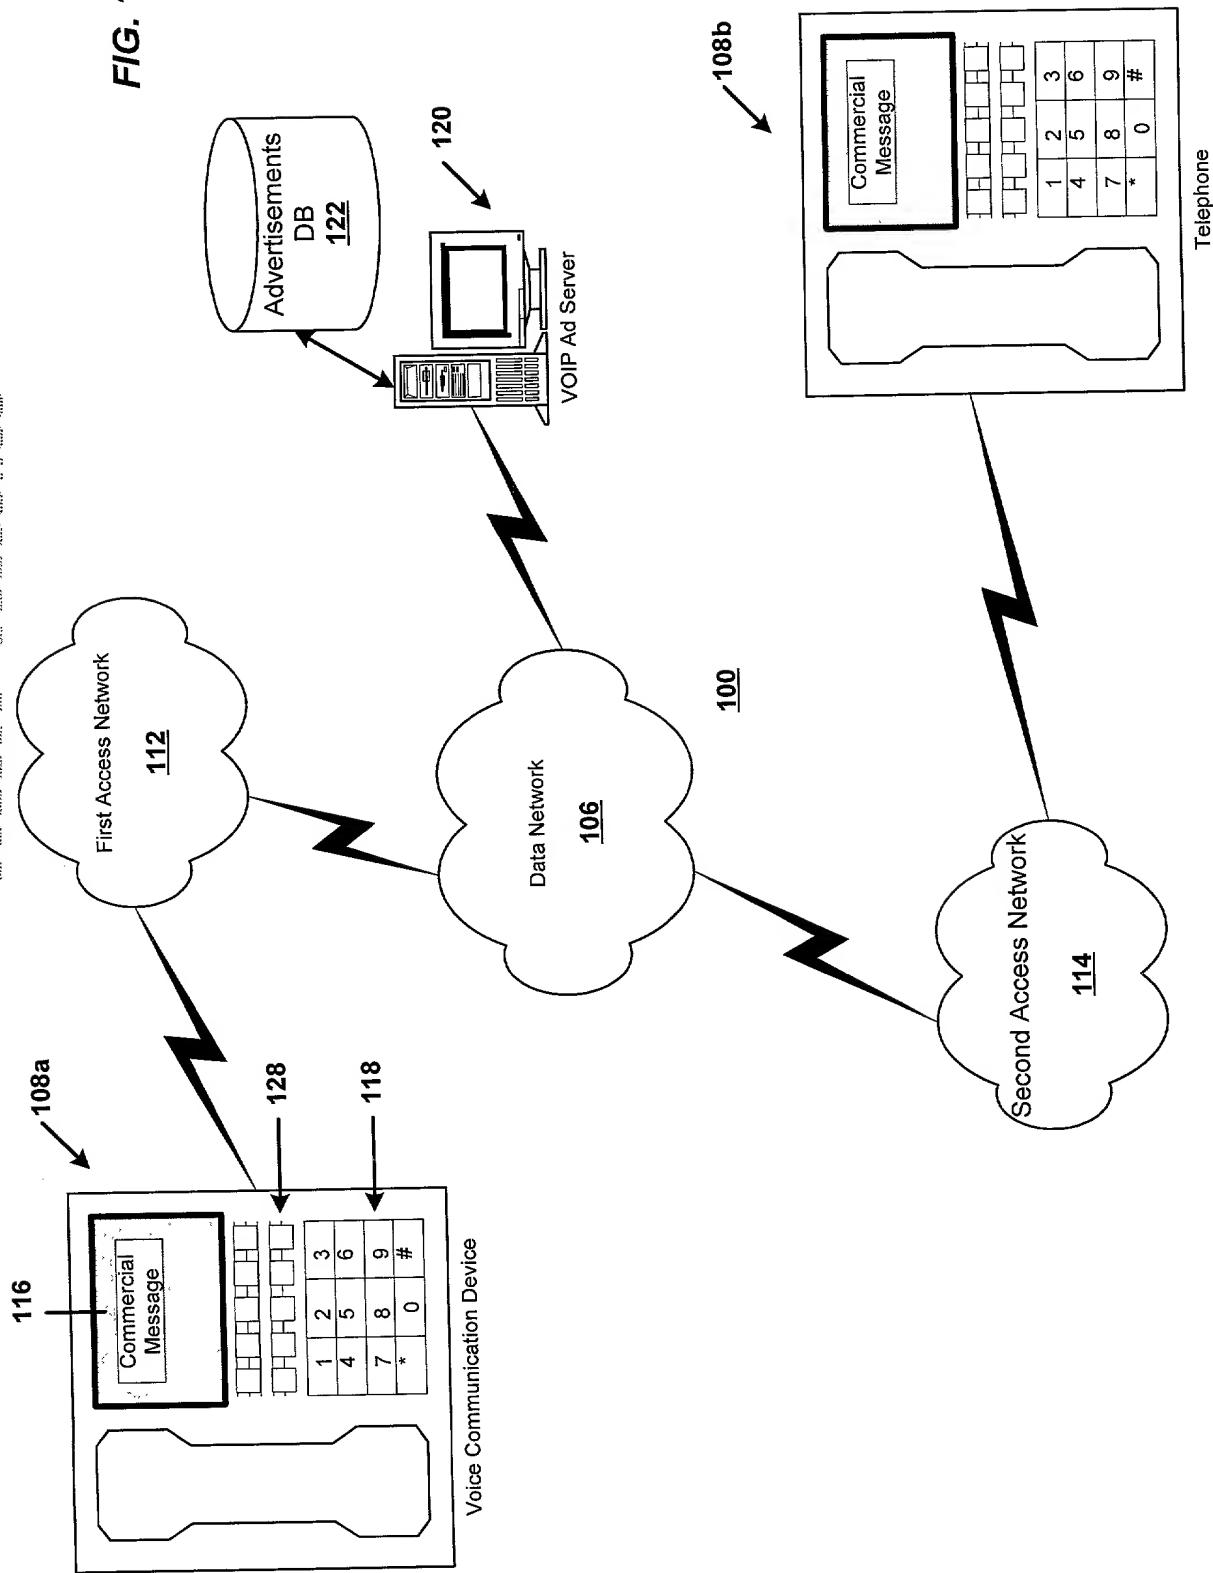 FIG.
116
108a
Commercial
Message
128
118
1 2 3
4 5 6
7 8 9
* 0 #
Voice Communication Device
First Access Network
112
Data Network
106
100
Second Access Network
114
Advertisements
DB
122
120
VOIP Ad Server
108b
Commercial
Message
1 2 3
4 5 6
7 8 9
* 0 #
Telephone